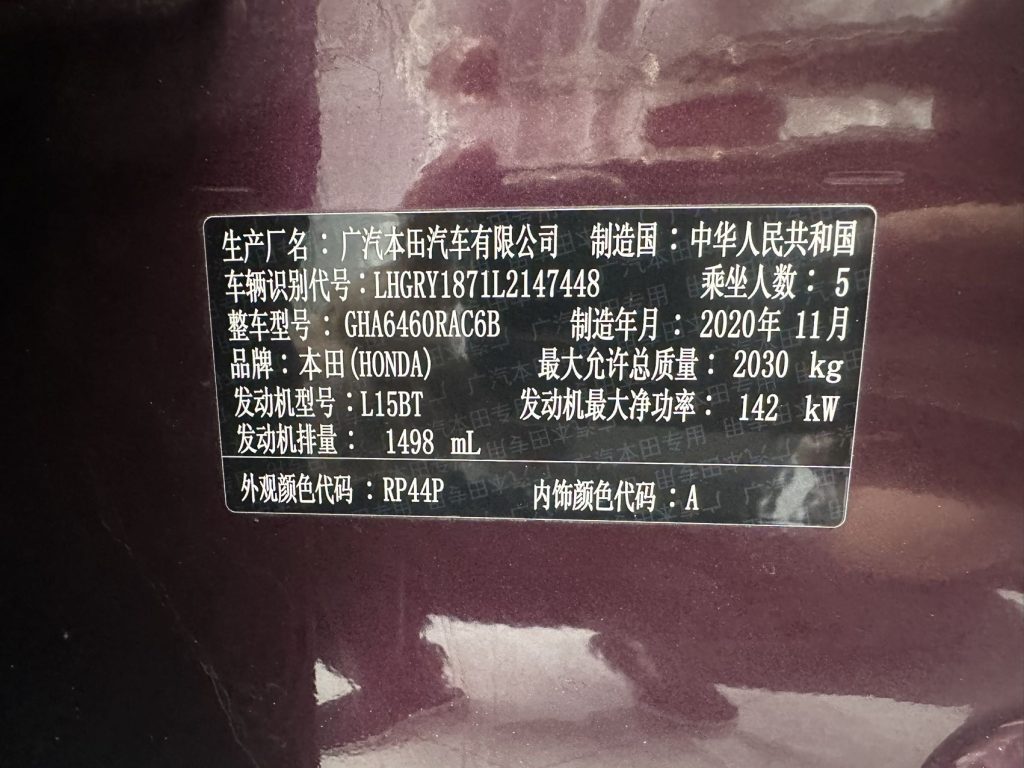 生产厂名：广汽本田汽车有限公司 制造国：中华人民共和国
车辆识别代号：LHGRY1871L2147448 乘坐人数：5
整车型号：GHA6460RAC6B 制造年月：2020年 11月
品牌：本田(HONDA) 最大允许总质量：2030 kg
发动机型号：L15BT 发动机最大净功率：142 kW
发动机排量：1498 mL
外观颜色代码：RP44P 内饰颜色代码：A